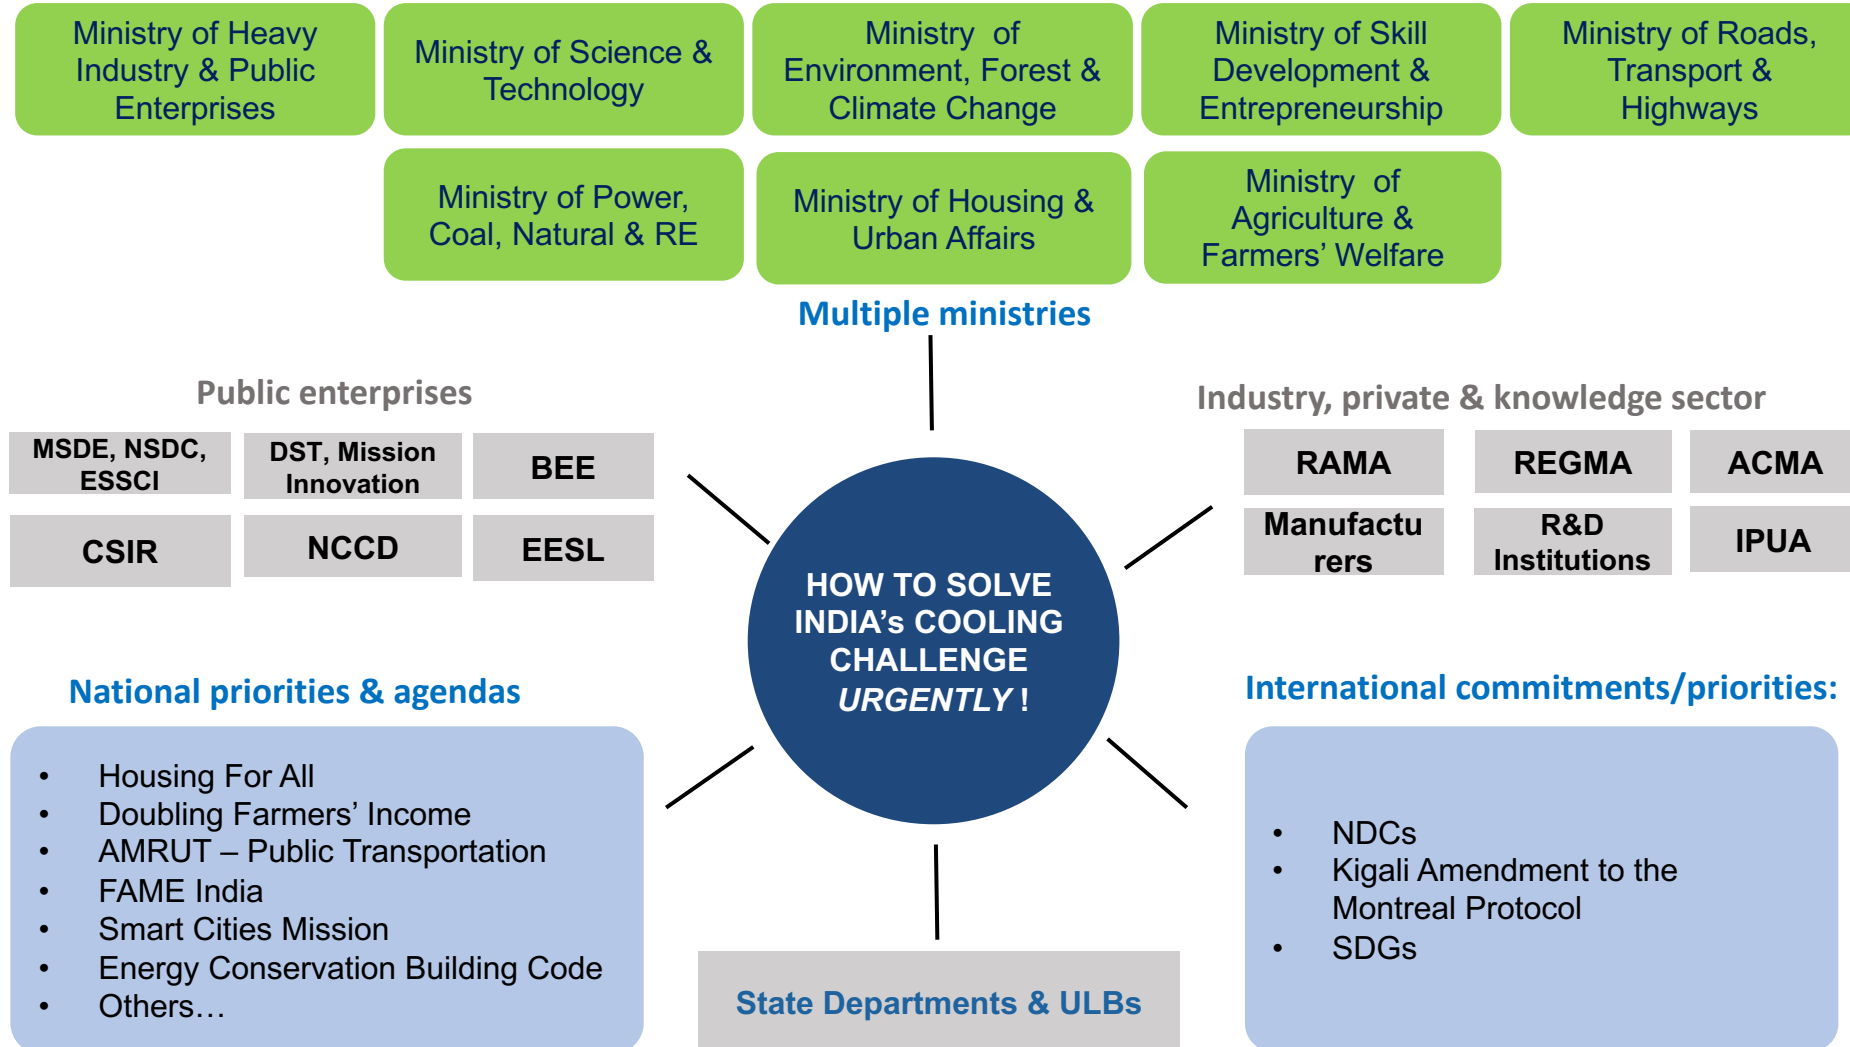 Ministry of Heavy
Industry & Public
Enterprises
Ministry of Science &
Technology
Ministry of
Environment, Forest &
Climate Change
Ministry of Skill
Development &
Entrepreneurship
Ministry of Roads,
Transport &
Highways
Ministry of Power,
Coal, Natural & RE
Ministry of Housing &
Urban Affairs
Ministry of
Agriculture &
Farmers’ Welfare
Multiple ministries
Public enterprises
MSDE, NSDC,
ESSCI
DST, Mission
Innovation
BEE
CSIR
NCCD
EESL
Industry, private & knowledge sector
RAMA
REGMA
ACMA
Manufactu
rers
R&D
Institutions
IPUA
HOW TO SOLVE
INDIA’s COOLING
CHALLENGE
URGENTLY !
National priorities & agendas
• Housing For All
• Doubling Farmers’ Income
• AMRUT – Public Transportation
• FAME India
• Smart Cities Mission
• Energy Conservation Building Code
• Others…
International commitments/priorities:
• NDCs
• Kigali Amendment to the
Montreal Protocol
• SDGs
State Departments & ULBs